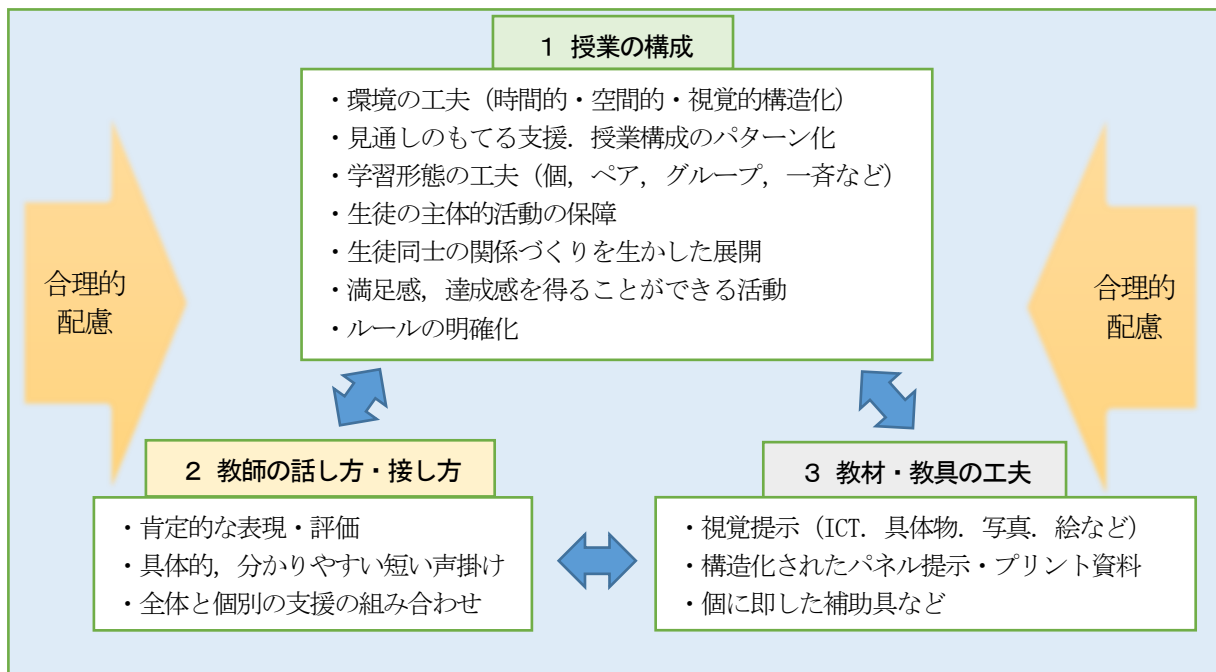 1 授業の構成
・環境の工夫（時間的・空間的・視覚的構造化）
・見通しのもてる支援．授業構成のパターン化
・学習形態の工夫（個，ペア，グループ，一斉など）
・生徒の主体的活動の保障
・生徒同士の関係づくりを生かした展開
・満足感，達成感を得ることができる活動
・ルールの明確化
合理的
配慮
合理的
配慮
2 教師の話し方・接し方
・肯定的な表現・評価
・具体的，分かりやすい短い声掛け
・全体と個別の支援の組み合わせ
3 教材・教具の工夫
・視覚提示（ICT．具体物．写真．絵など）
・構造化されたパネル提示・プリント資料
・個に即した補助具など